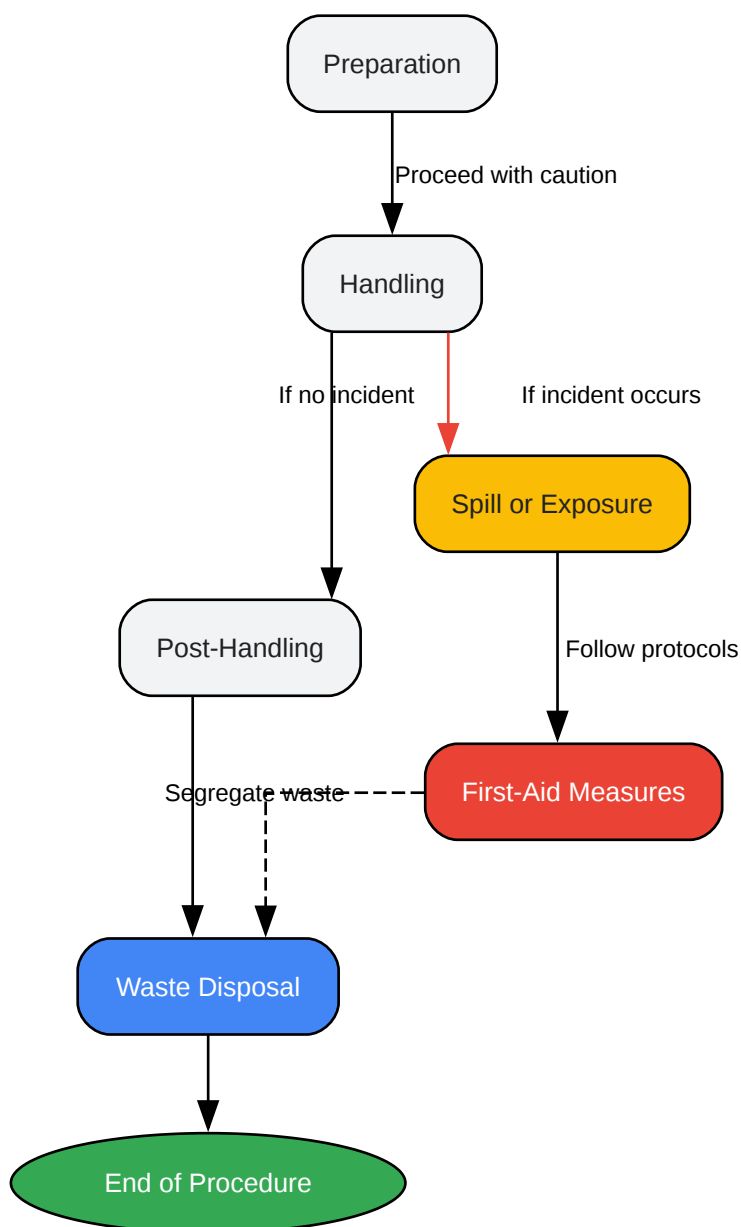 Preparation
Proceed with caution
Handling
If no incident
If incident occurs
Spill or Exposure
Post-Handling
Follow protocols
Segregate waste
First-Aid Measures
Waste Disposal
End of Procedure